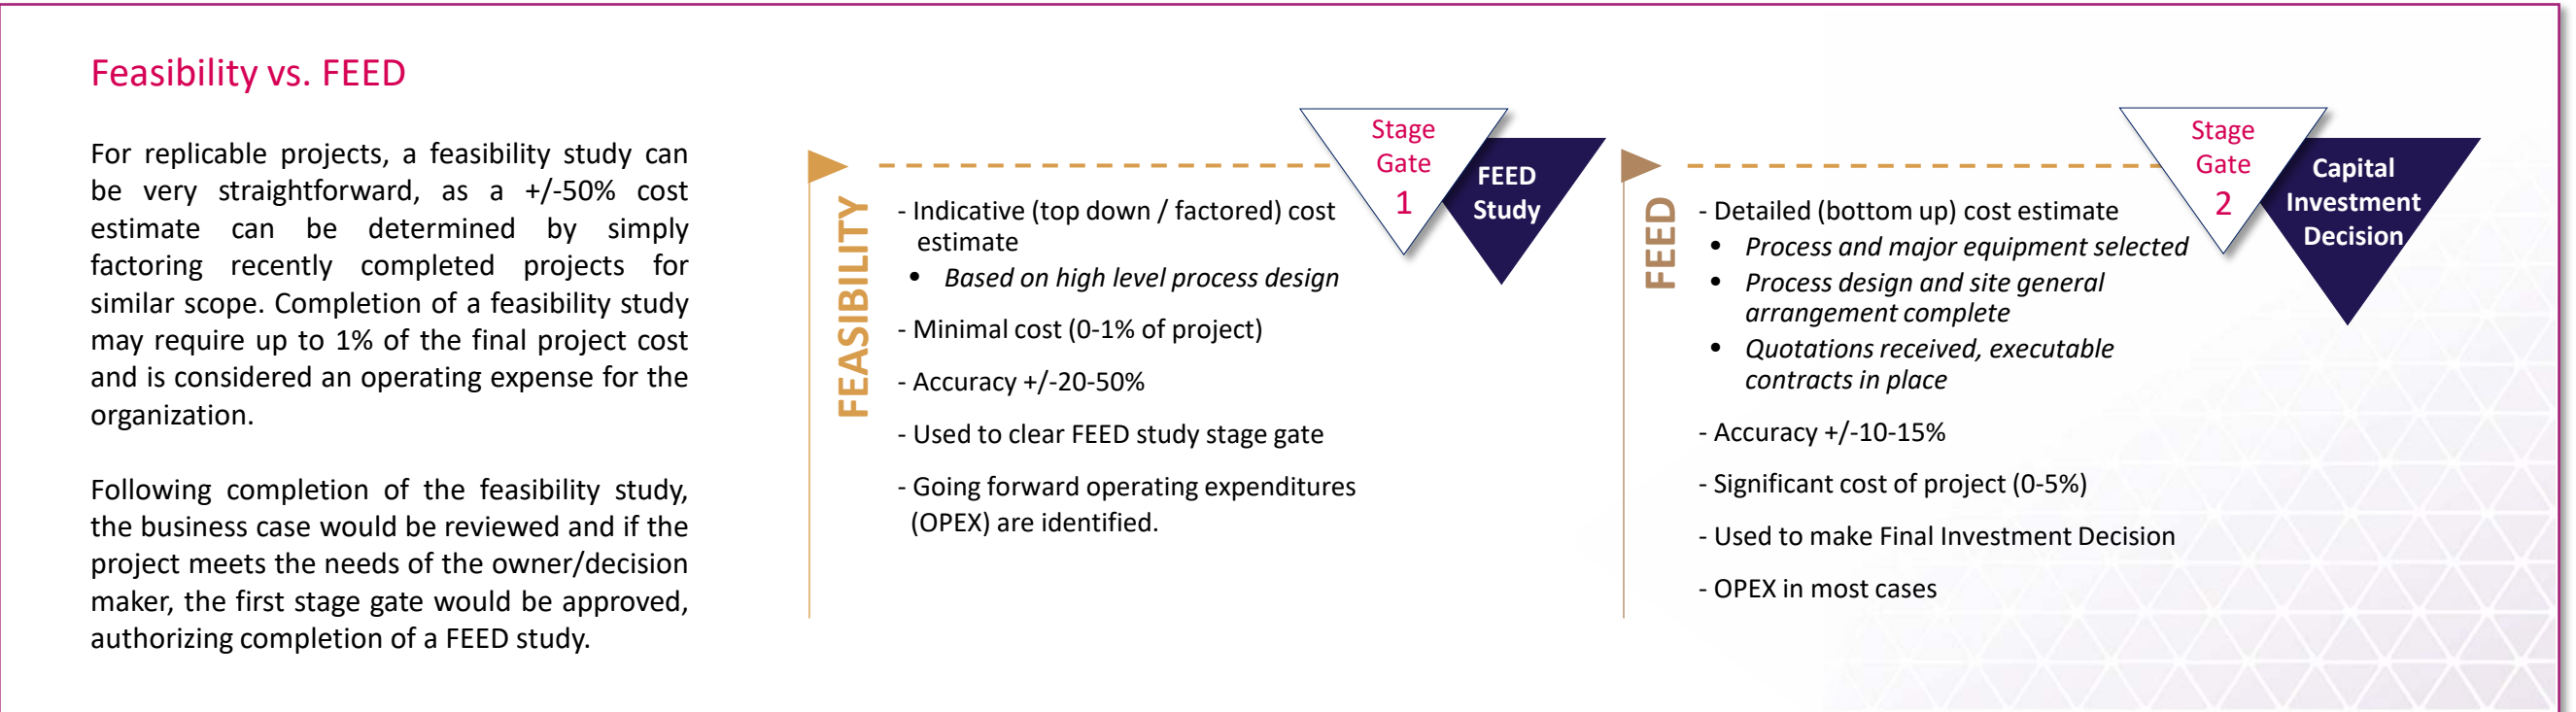 Feasibility vs. FEED
For replicable projects, a feasibility study can
be very straightforward, as a +/-50% cost
estimate can be determined by simply
factoring recently completed projects for
similar scope. Completion of a feasibility study
may require up to 1% of the final project cost
and is considered an operating expense for the
organization.
Following completion of the feasibility study,
the business case would be reviewed and if the
project meets the needs of the owner/decision
maker, the first stage gate would be approved,
authorizing completion of a FEED study.
FEASIBILITY
- Indicative (top down / factored) cost
estimate
• Based on high level process design
- Minimal cost (0-1% of project)
- Accuracy +/-20-50%
- Used to clear FEED study stage gate
- Going forward operating expenditures
(OPEX) are identified.
Stage
Gate
1
FEED
Study
FEED
- Detailed (bottom up) cost estimate
• Process and major equipment selected
• Process design and site general
arrangement complete
• Quotations received, executable
contracts in place
- Accuracy +/-10-15%
- Significant cost of project (0-5%)
- Used to make Final Investment Decision
- OPEX in most cases
Stage
Gate
2
Capital
Investment
Decision